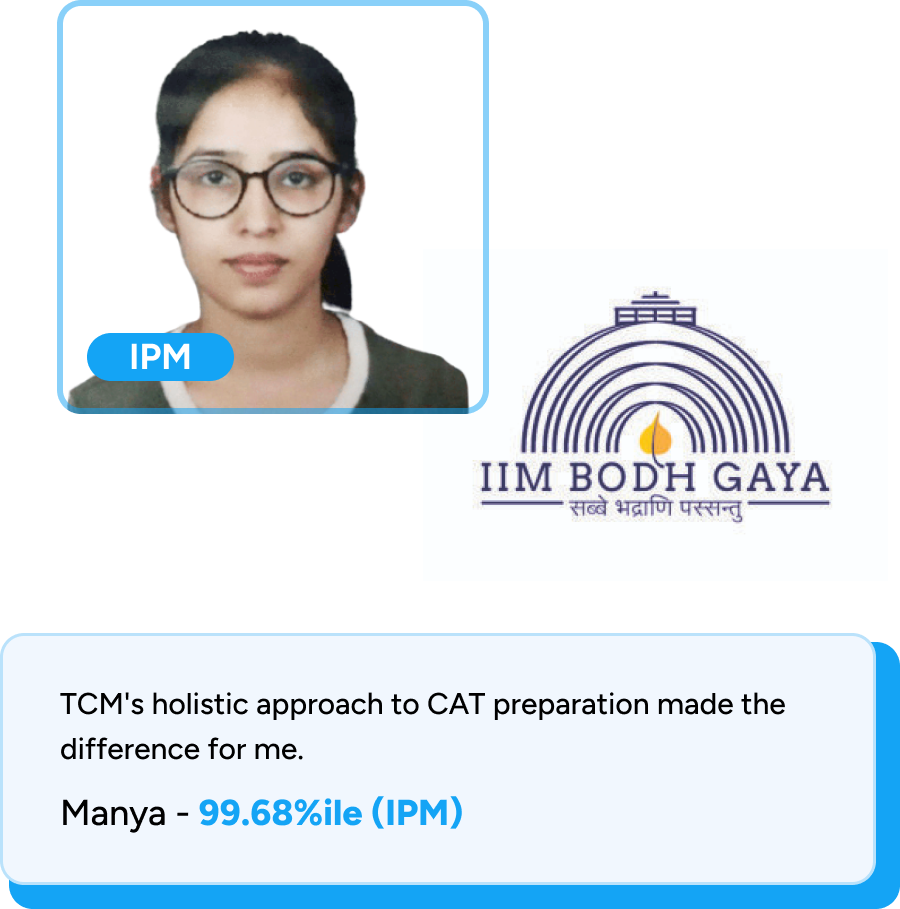 IPM
IIM BODH GAYA
सब्बे भद्राणि पस्सन्तु
TCM's holistic approach to CAT preparation made the
difference for me.
Manya - 99.68%ile (IPM)